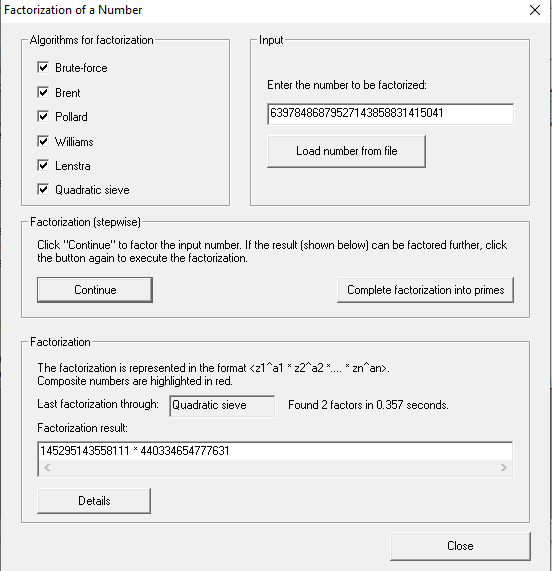 Factorization of a Number
Algorithms for factorization
Brute-force
Brent
Pollard
Williams
Lenstra
Quadratic sieve
Input
Enter the number to be factorized:
63978486879527143858831415041
Load number from file
Factorization (stepwise)
Click "Continue" to factor the input number. If the result (shown below) can be factored further, click
the button again to execute the factorization.
Continue
Complete factorization into primes
Factorization
The factorization is represented in the format <z1^a1 * z2^a2 *.... * zn^an>.
Composite numbers are highlighted in red.
Last factorization through: Quadratic sieve Found 2 factors in 0.357 seconds.
Factorization result:
145295143558111 * 440334654777631
Details
Close